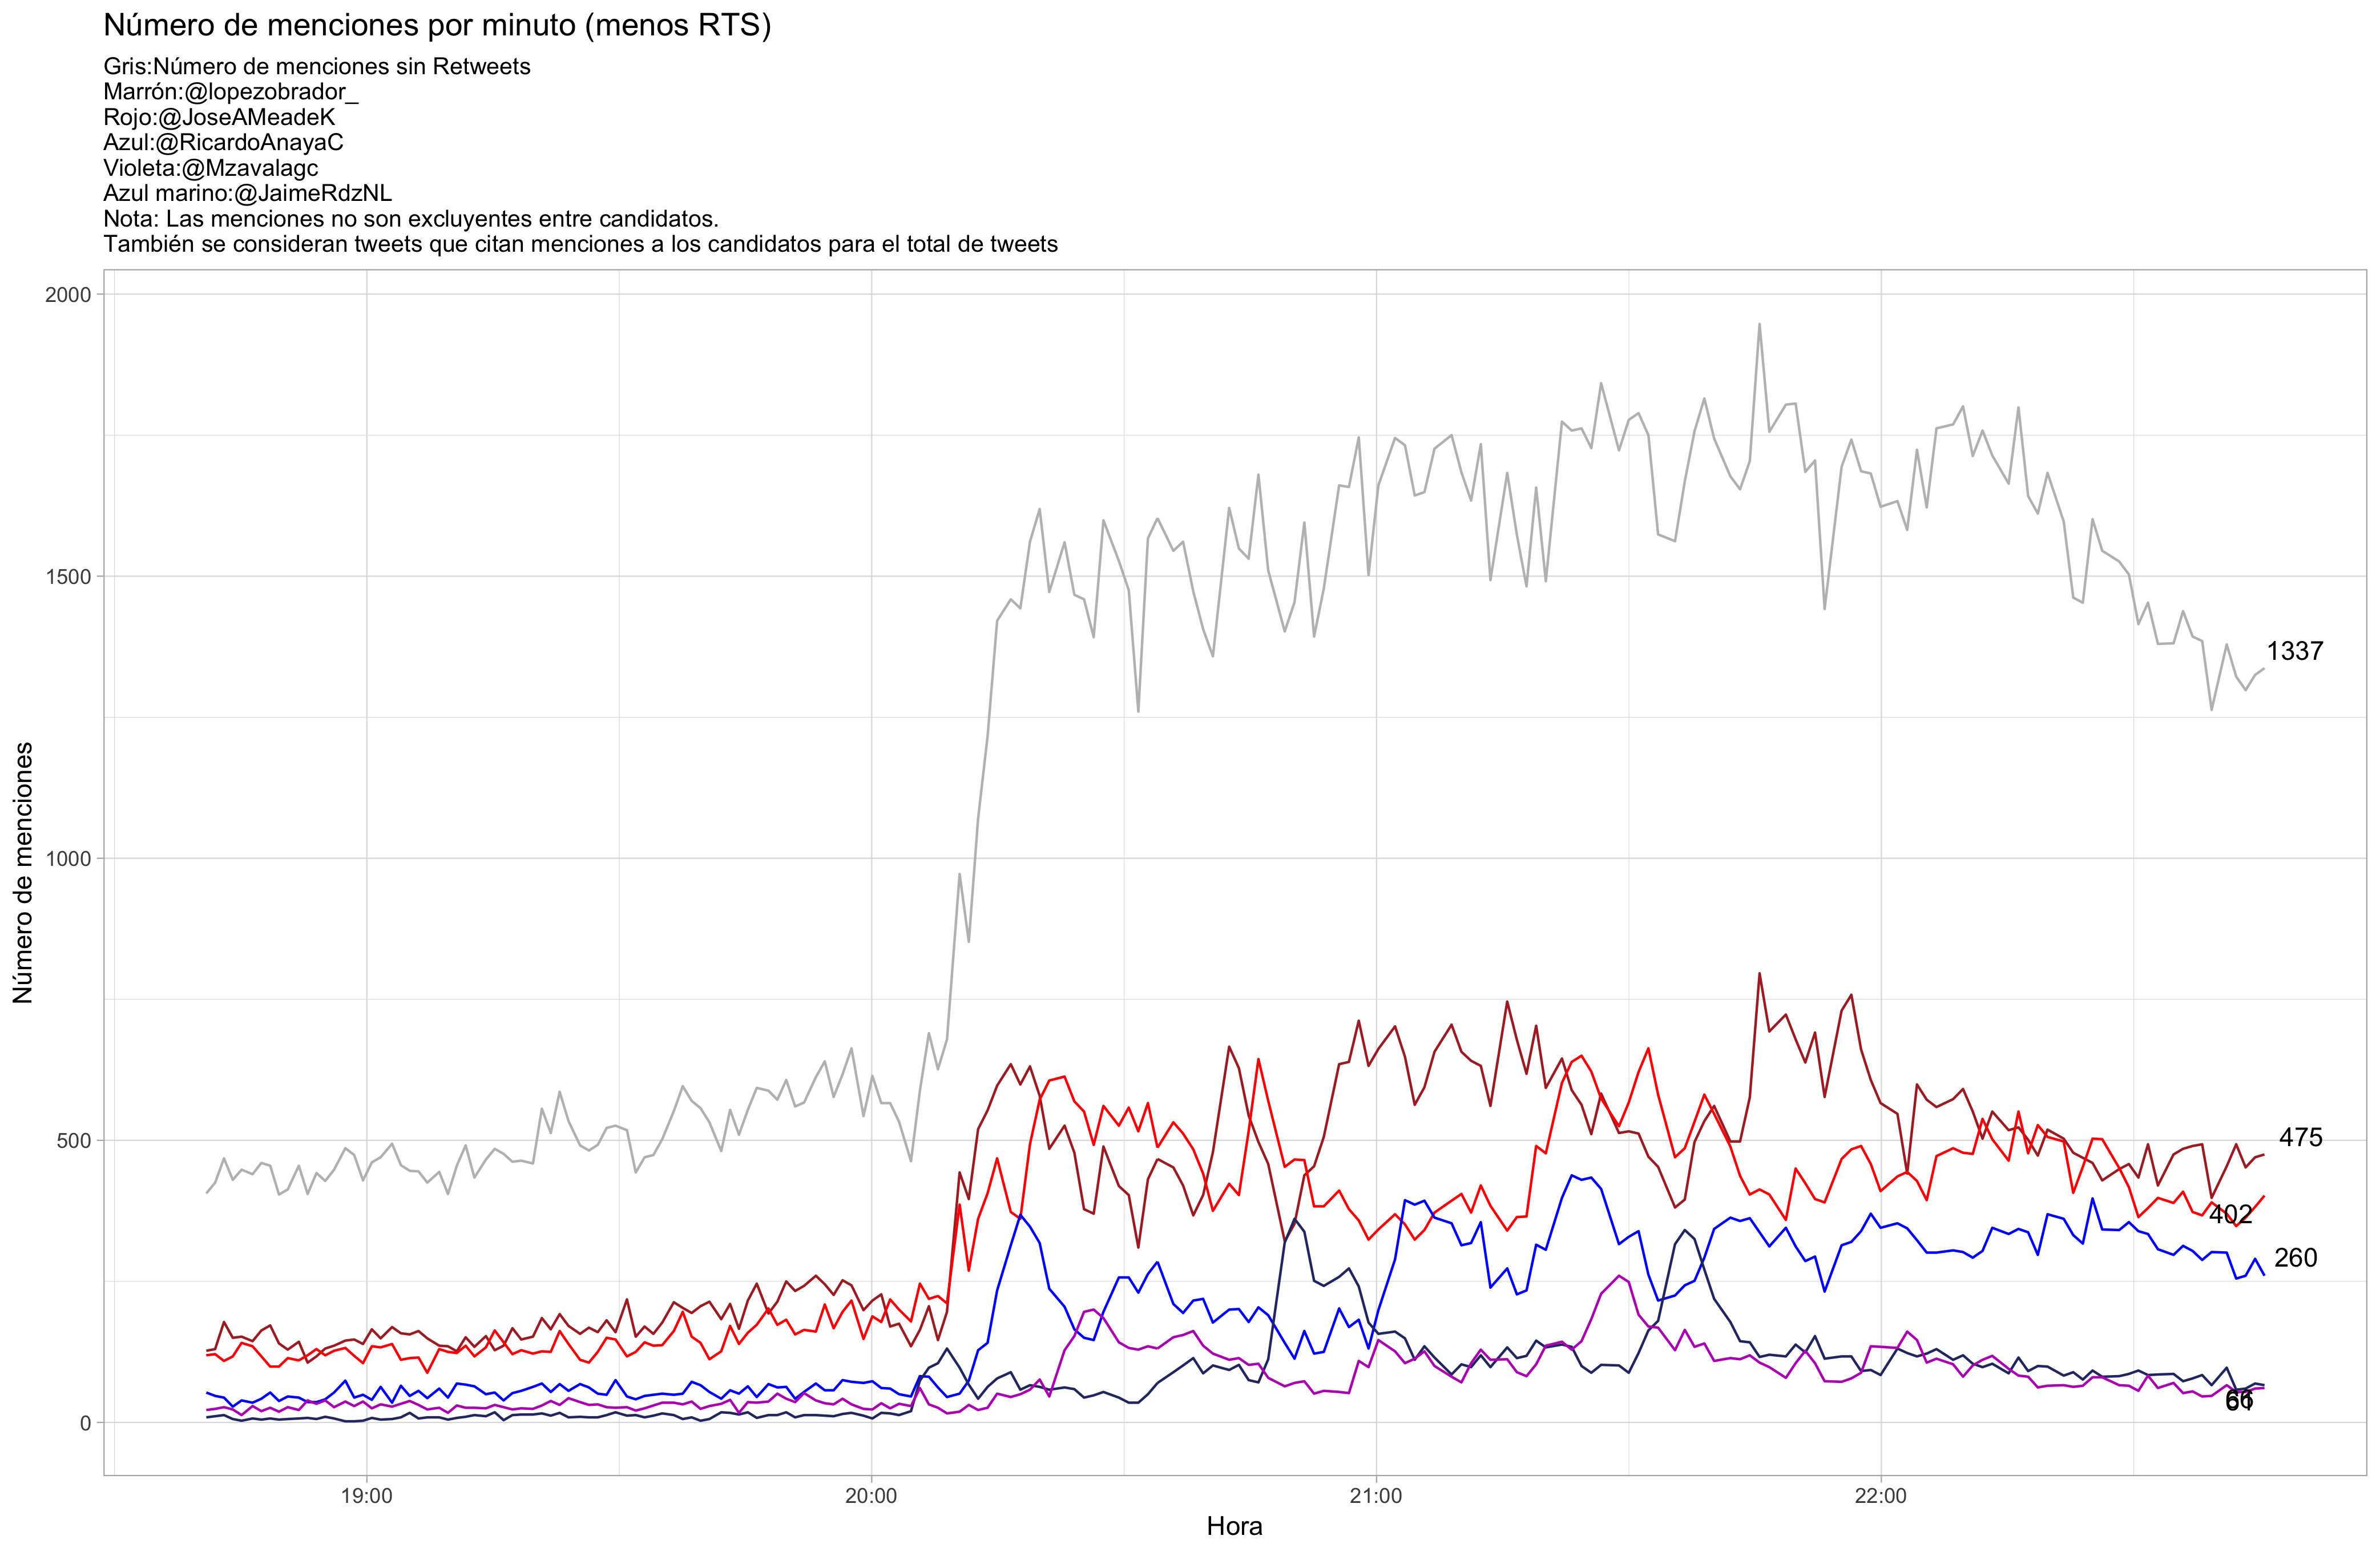 Número de menciones por minuto (menos RTS)
Gris:Número de menciones sin Retweets
Marrón:@lopezobrador_
Rojo:@JoseAMeadeK
Azul:@RicardoAnayaC
Violeta:@Mzavalagc
Azul marino:@JaimeRdzNL
Nota: Las menciones no son excluyentes entre candidatos.
También se consideran tweets que citan menciones a los candidatos para el total de tweets
Número de menciones
2000
1500
1000
500
0
1337
475
402
260
66
61
19:00
20:00
21:00
22:00
Hora